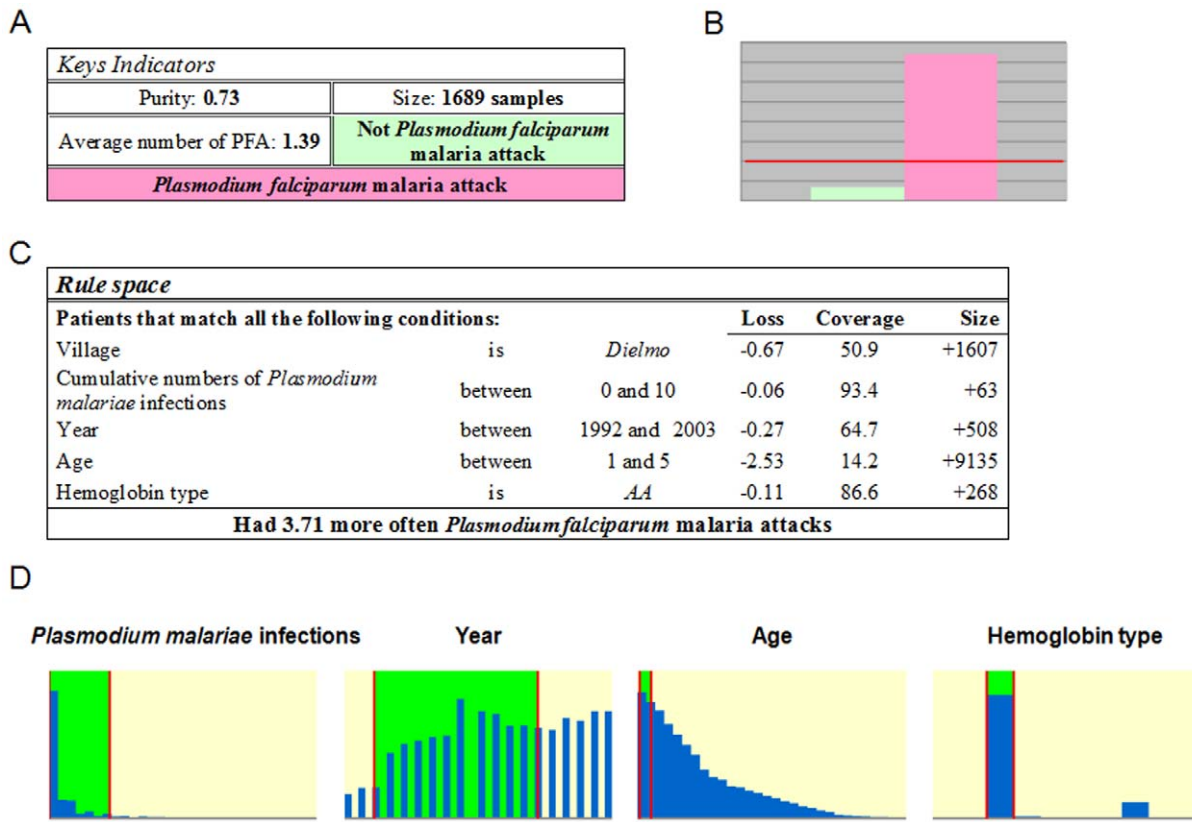 A
B
Keys Indicators
Purity: 0.73 Size: 1689 samples
Average number of PFA: 1.39 Not Plasmodium falciparum
malaria attack
Plasmodium falciparum malaria attack
C
Rule space
Patients that match all the following conditions: Loss Coverage Size
Village is Dielmo -0.67 50.9 +1607
Cumulative numbers of Plasmodium
malariae infections between 0 and 10 -0.06 93.4 +63
Year between 1992 and 2003 -0.27 64.7 +508
Age between 1 and 5 -2.53 14.2 +9135
Hemoglobin type is AA -0.11 86.6 +268
Had 3.71 more often Plasmodium falciparum malaria attacks
D
Plasmodium malariae infections Year Age Hemoglobin type